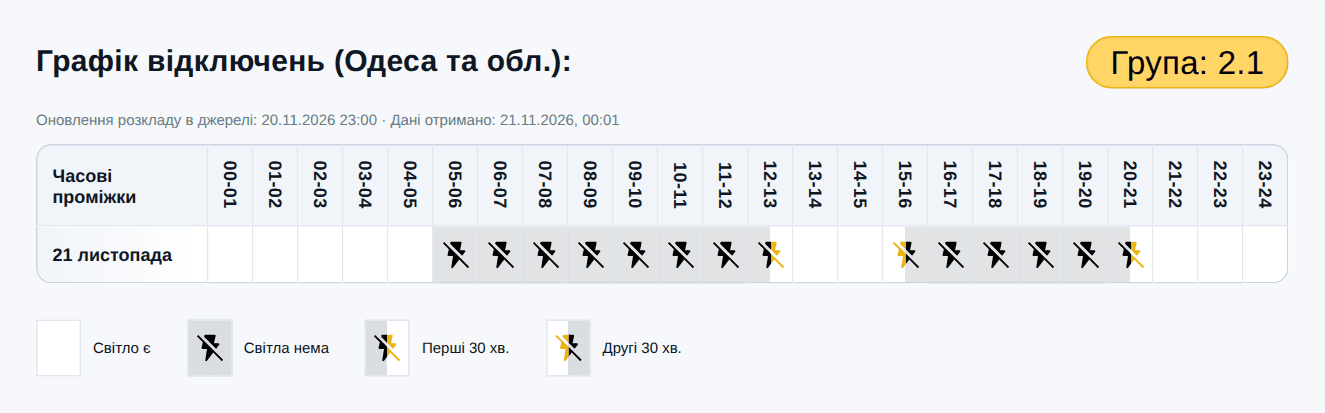 Графік відключень (Одеса та обл.):
Група: 2.1
Оновлення розкладу в джерелі: 20.11.2026 23:00 · Дані отримано: 21.11.2026, 00:01
Часові
проміжки
00-01
01-02
02-03
03-04
04-05
05-06
06-07
07-08
08-09
09-10
10-11
11-12
12-13
13-14
14-15
15-16
16-17
17-18
18-19
19-20
20-21
21-22
22-23
23-24
21 листопада
Світло є
Світла нема
Перші 30 хв.
Другі 30 хв.